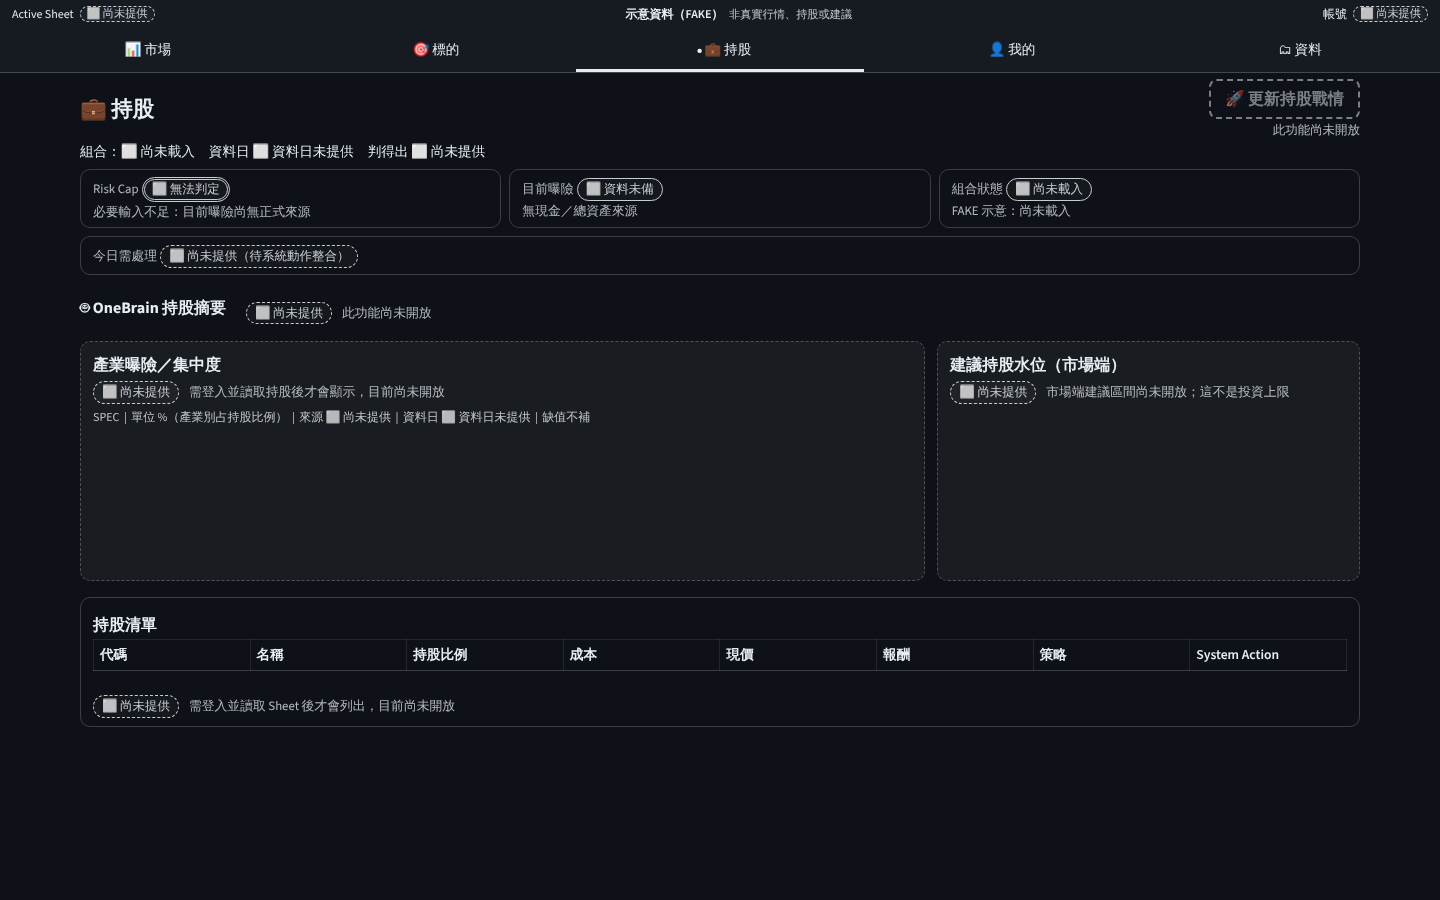 Active Sheet ⬜ 尚未提供 示意資料（FAKE） 非真實行情、持股或建議 帳號 ⬜ 尚未提供
📊 市場 🎯 標的 • 💼 持股 👤 我的 🗂 資料
💼 持股 🚀 更新持股戰情
此功能尚未開放
組合：⬜ 尚未載入 資料日 ⬜ 資料日未提供 判得出 ⬜ 尚未提供
Risk Cap ⬜ 無法判定
必要輸入不足：目前曝險尚無正式來源
目前曝險 ⬜ 資料未備
無現金／總資產來源
組合狀態 ⬜ 尚未載入
FAKE 示意：尚未載入
今日需處理 ⬜ 尚未提供（待系統動作整合）
OneBrain 持股摘要 ⬜ 尚未提供 此功能尚未開放
產業曝險／集中度
⬜ 尚未提供 需登入並讀取持股後才會顯示，目前尚未開放
SPEC｜單位 %（產業別占持股比例）｜來源 ⬜ 尚未提供｜資料日 ⬜ 資料日未提供｜缺值不補
建議持股水位（市場端）
⬜ 尚未提供 市場端建議區間尚未開放；這不是投資上限
持股清單
代碼 名稱 持股比例 成本 現價 報酬 策略 System Action
⬜ 尚未提供 需登入並讀取 Sheet 後才會列出，目前尚未開放